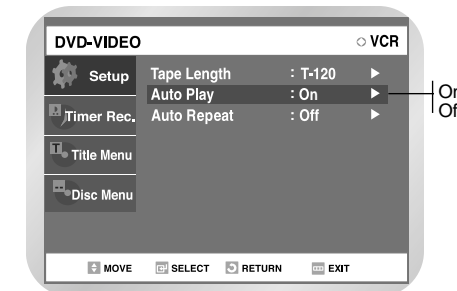 DVD-VIDEO VCR
Setup
Tape Length : T-120
Auto Play : On
Auto Repeat : Off
Timer Rec.
Title Menu
Disc Menu
MOVE SELECT RETURN EXIT